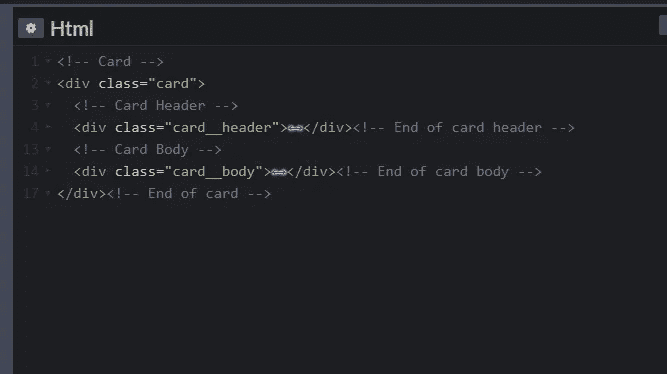 Html
1 <!-- Card -->
2 <div class="card">
3 <!-- Card Header -->
4 <div class="card__header"></div><!-- End of card header -->
13 <!-- Card Body -->
14 <div class="card__body"></div><!-- End of card body -->
17 </div><!-- End of card -->